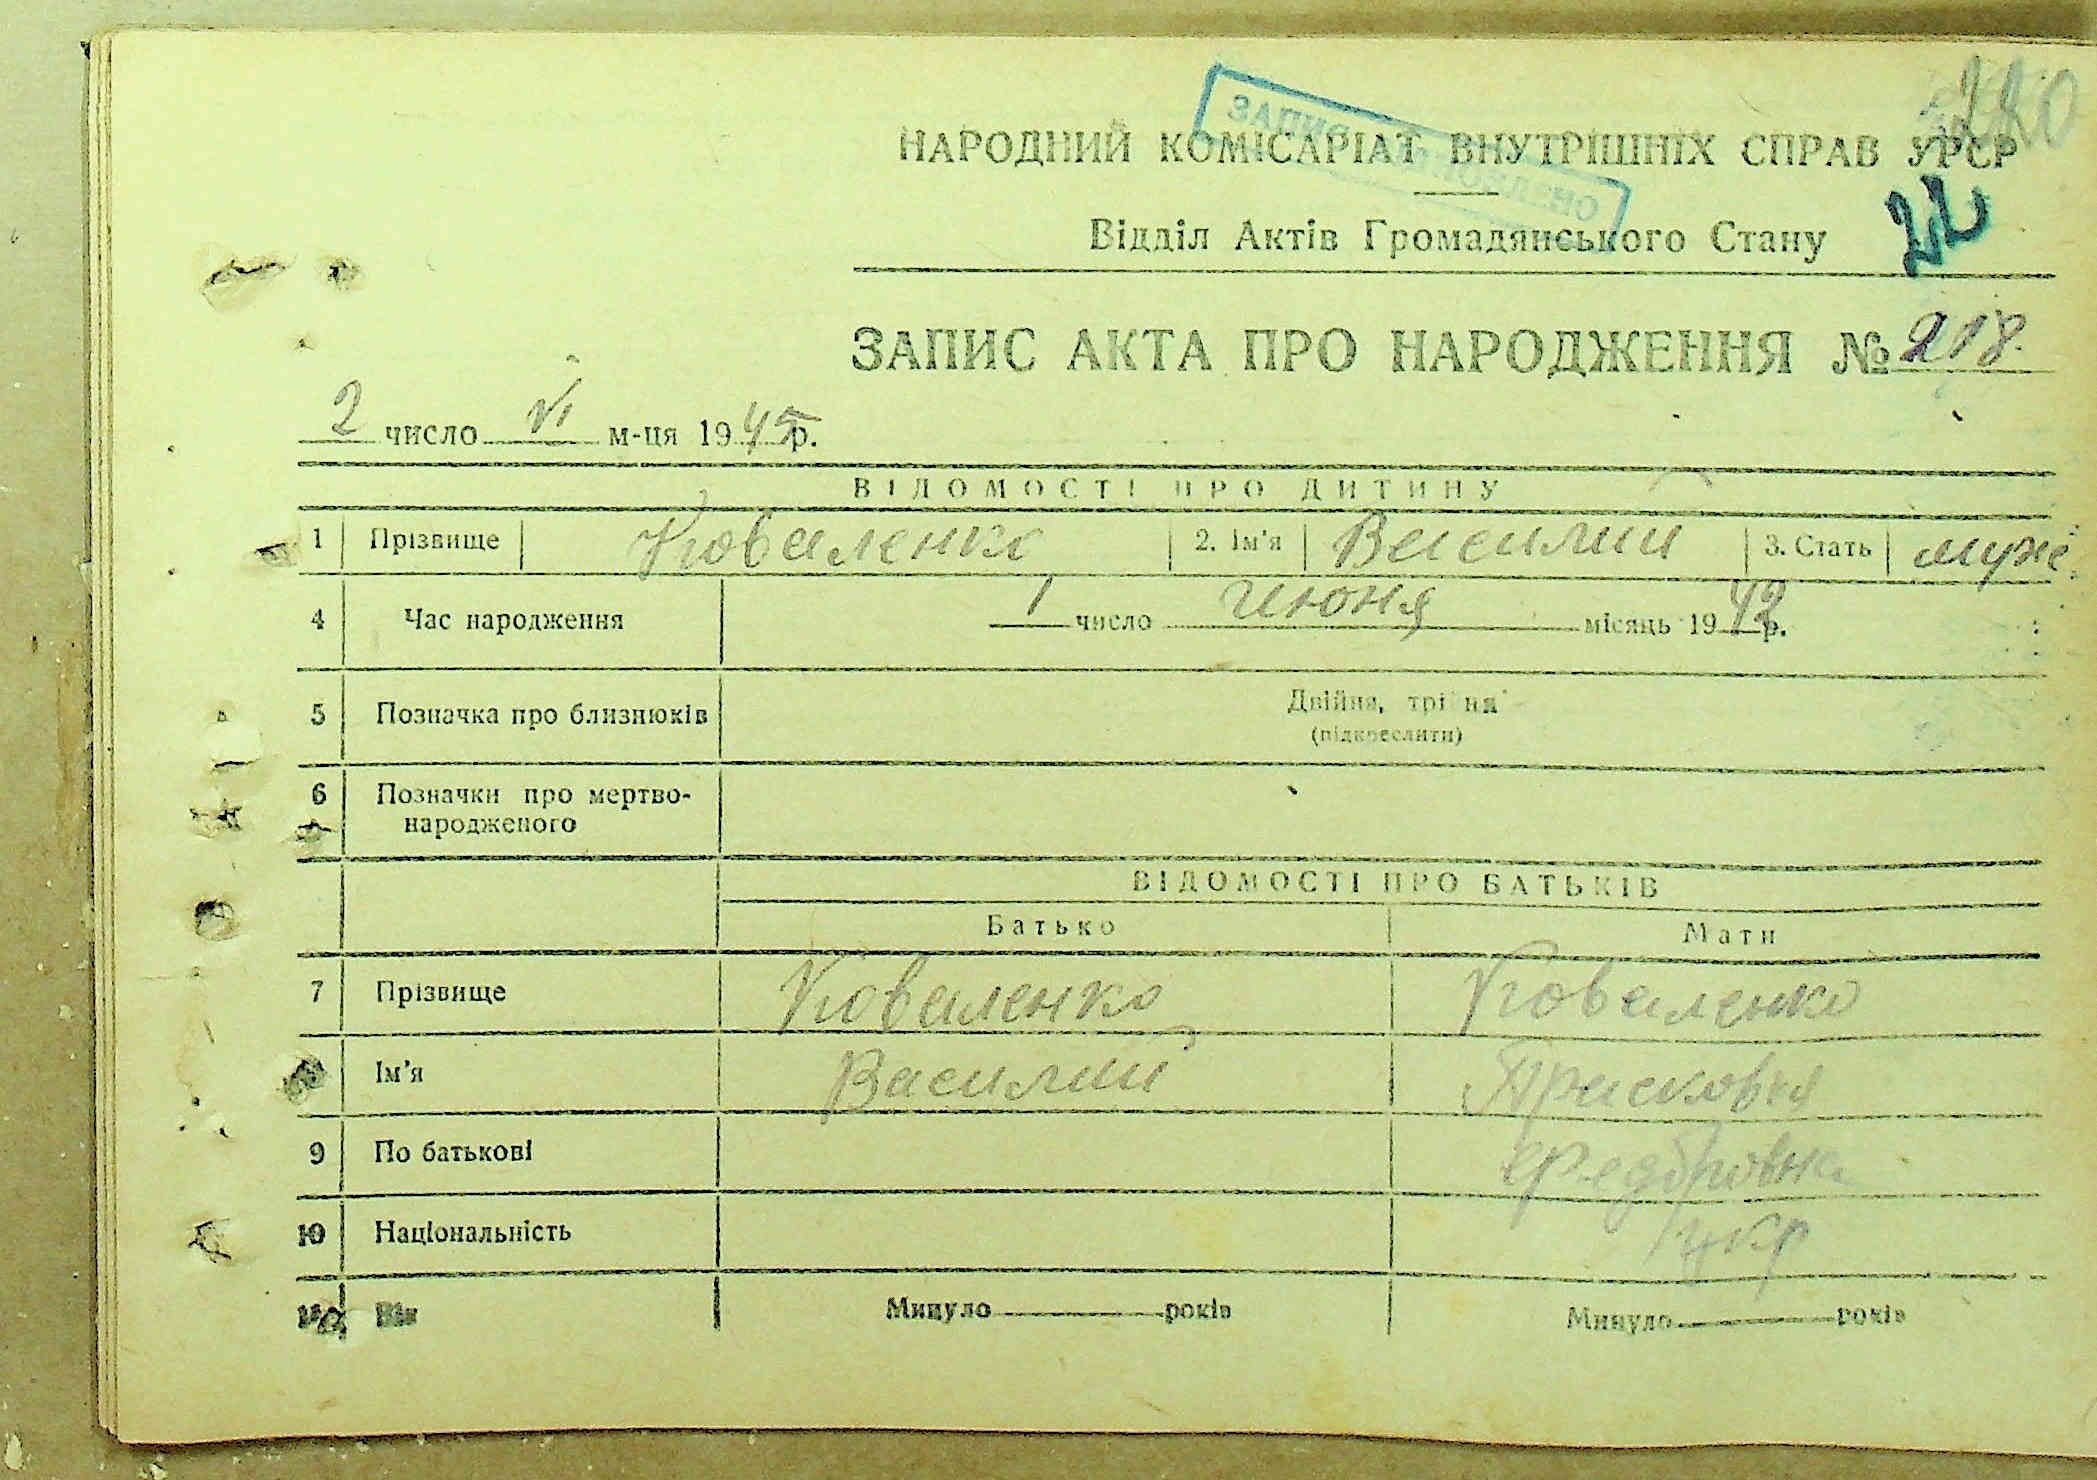 НАРОДНИЙ КОМІСАРІАТ ВНУТРІШНІХ СПРАВ УРСР
Відділ Актів Громадянського Стану
22
ЗАПИС АКТА ПРО НАРОДЖЕННЯ № 218.
2 число VI м-ця 1945 р.
ВІДОМОСТІ ПРО ДИТИНУ
1 Прізвище Коваленко 2. Ім'я Василий 3. Стать муж.
4 Час народження 1 число июня місяць 1942 р.
5 Позначка про близнюків Двійня, трійня
(підкреслити)
6 Позначки про мертво-
народженого
ВІДОМОСТІ ПРО БАТЬКІВ
Батько Мати
7 Прізвище Коваленко Коваленко
Ім'я Василий Прасковья
9 По батькові Федоровна
10 Національність укр
Вік Минуло років Минуло років